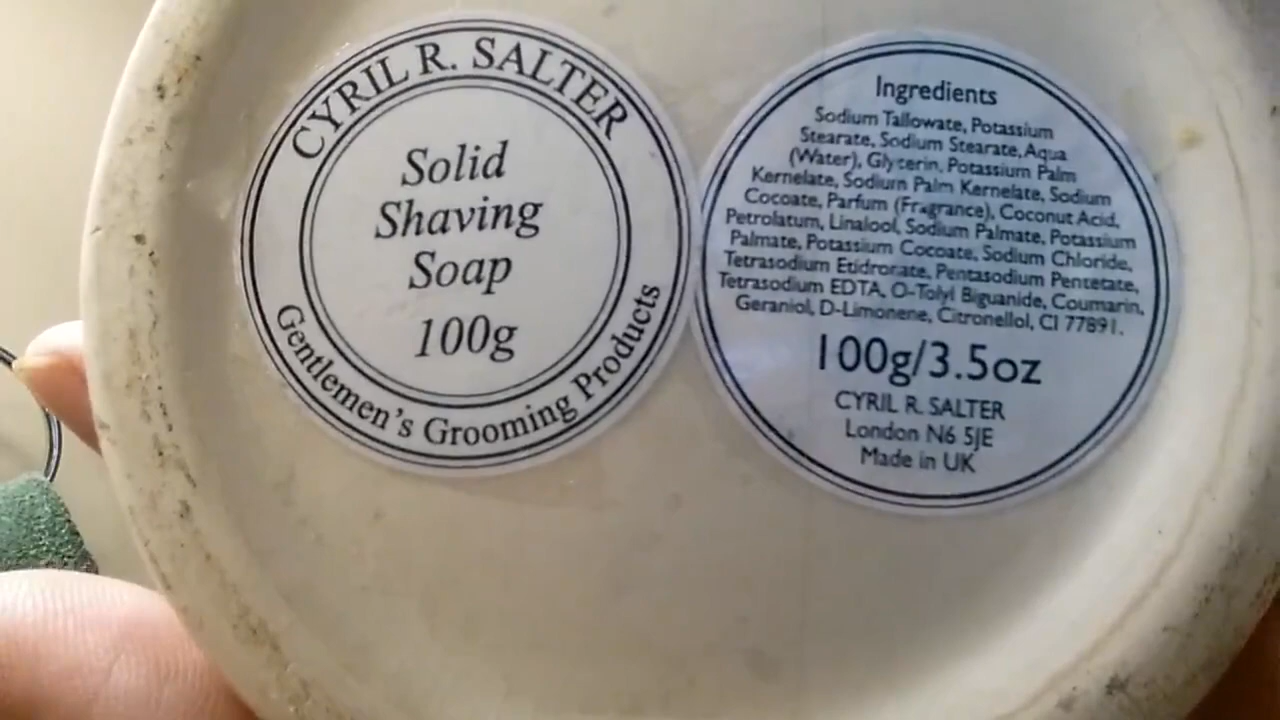 CYRIL R. SALTER
Solid
Shaving
Soap
100g
Gentlemen's Grooming Products
Ingredients
Sodium Tallowate, Potassium
Stearate, Sodium Stearate, Aqua
(Water), Glycerin, Potassium Palm
Kernelate, Sodium Palm Kernelate, Sodium
Cocoate, Parfum (Fragrance), Coconut Acid,
Petrolatum, Linalool, Sodium Palmate, Potassium
Palmate, Potassium Cocoate, Sodium Chloride,
Tetrasodium Etidronate, Pentasodium Pentetate,
Tetrasodium EDTA, O-Tolyl Biguanide, Coumarin,
Geraniol, D-Limonene, Citronellol, CI 77891.
100g/3.5oz
CYRIL R. SALTER
London N6 5JE
Made in UK